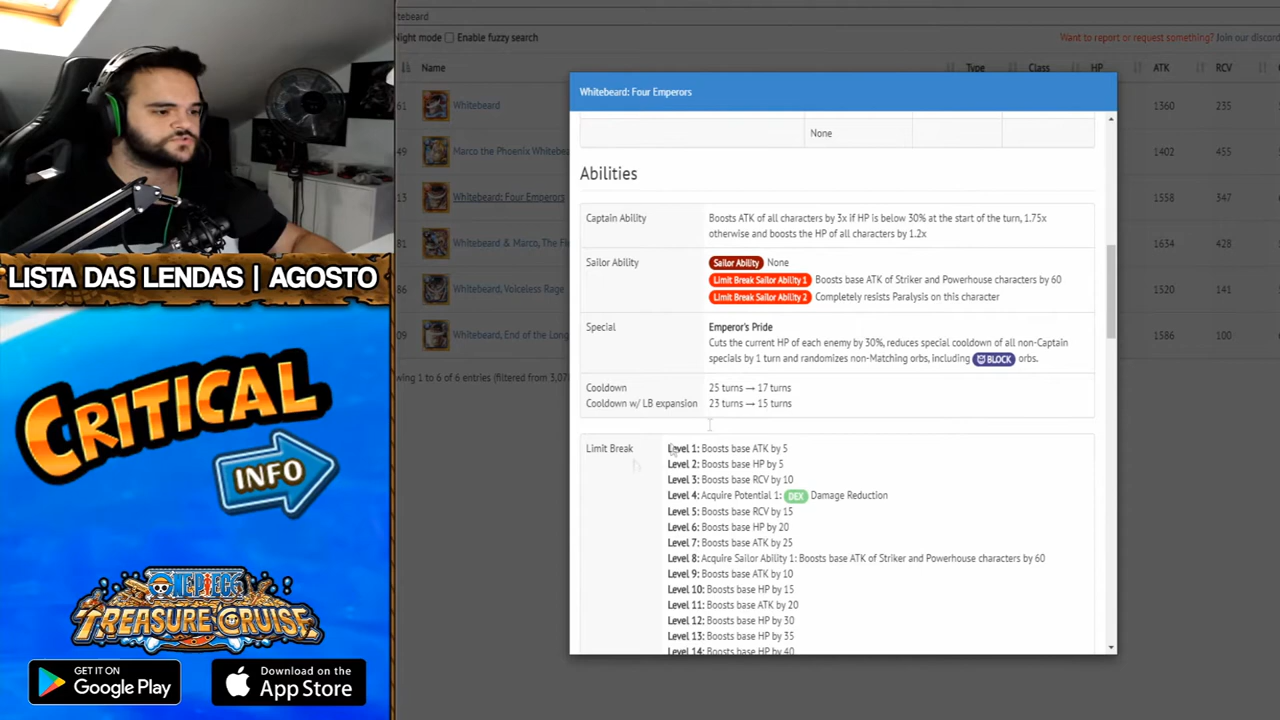 tebeard
Night mode Enable fuzzy search
Want to report or request something? Join our discord
Name Type Class HP ATK RCV
61 Whitebeard 1360 235
49 Marco the Phoenix Whitebea 1402 455
13 Whitebeard: Four Emperors 1558 347
81 Whitebeard & Marco, The Fl 1634 428
86 Whitebeard, Voiceless Rage 1520 141
09 Whitebeard, End of the Long 1586 100
wing 1 to 6 of 6 entries (filtered from 3,07
Whitebeard: Four Emperors
None
Abilities
Captain Ability Boosts ATK of all characters by 3x if HP is below 30% at the start of the turn, 1.75x
otherwise and boosts the HP of all characters by 1.2x
Sailor Ability Sailor Ability None
Limit Break Sailor Ability 1 Boosts base ATK of Striker and Powerhouse characters by 60
Limit Break Sailor Ability 2 Completely resists Paralysis on this character
Special Emperor's Pride
Cuts the current HP of each enemy by 30%, reduces special cooldown of all non-Captain
specials by 1 turn and randomizes non-Matching orbs, including BLOCK orbs.
Cooldown 25 turns → 17 turns
Cooldown w/ LB expansion 23 turns → 15 turns
Limit Break Level 1: Boosts base ATK by 5
Level 2: Boosts base HP by 5
Level 3: Boosts base RCV by 10
Level 4: Acquire Potential 1: DEX Damage Reduction
Level 5: Boosts base RCV by 15
Level 6: Boosts base HP by 20
Level 7: Boosts base ATK by 25
Level 8: Acquire Sailor Ability 1: Boosts base ATK of Striker and Powerhouse characters by 60
Level 9: Boosts base ATK by 10
Level 10: Boosts base HP by 15
Level 11: Boosts base ATK by 20
Level 12: Boosts base HP by 30
Level 13: Boosts base HP by 35
Level 14: Boosts base HP by 40
LISTA DAS LENDAS | AGOSTO
CRITICAL
INFO
ONE PIECE
TREASURE CRUISE
GET IT ON
Google Play
Download on the
App Store